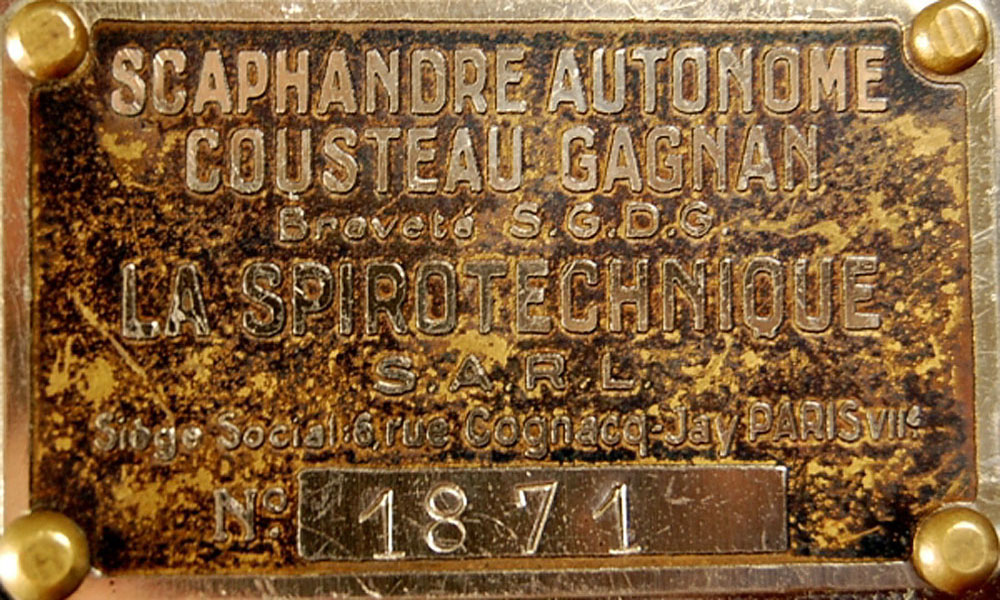 SCAPHANDRE AUTONOME
COUSTEAU GAGNAN
Breveté S.G.D.G.
LA SPIROTECHNIQUE
S.A.R.L.
Siège Social: 6, rue Cognacq-Jay PARIS VIIe
No. 1871